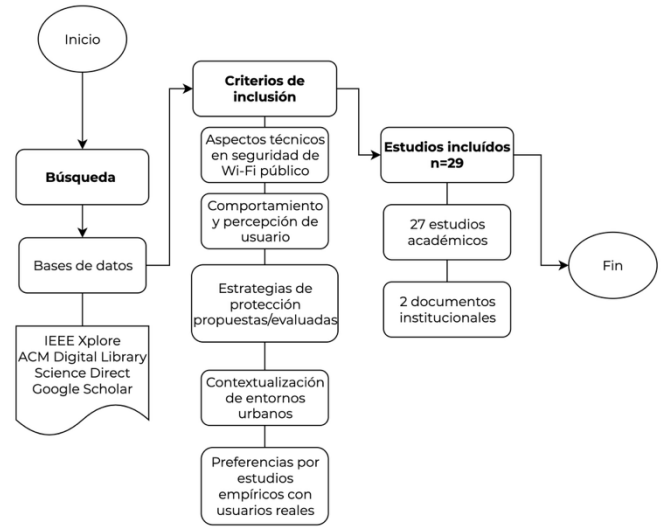 Inicio
Búsqueda
Bases de datos
IEEE Xplore
ACM Digital Library
Science Direct
Google Scholar
Criterios de
inclusión
Aspectos técnicos
en seguridad de
Wi-Fi público
Comportamiento
y percepción de
usuario
Estrategias de
protección
propuestas/evaluadas
Contextualización
de entornos
urbanos
Preferencias por
estudios
empíricos con
usuarios reales
Estudios incluídos
n=29
27 estudios
académicos
2 documentos
institucionales
Fin